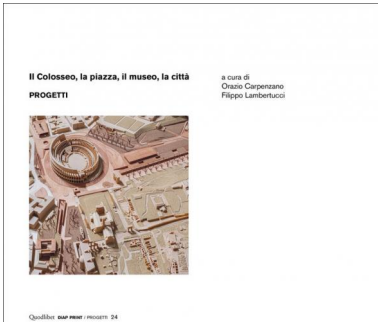 Il Colosseo, la piazza, il museo, la città
PROGETTI
a cura di
Orazio Carpenzano
Filippo Lambertucci
Quodlibet DIAP PRINT / PROGETTI 24